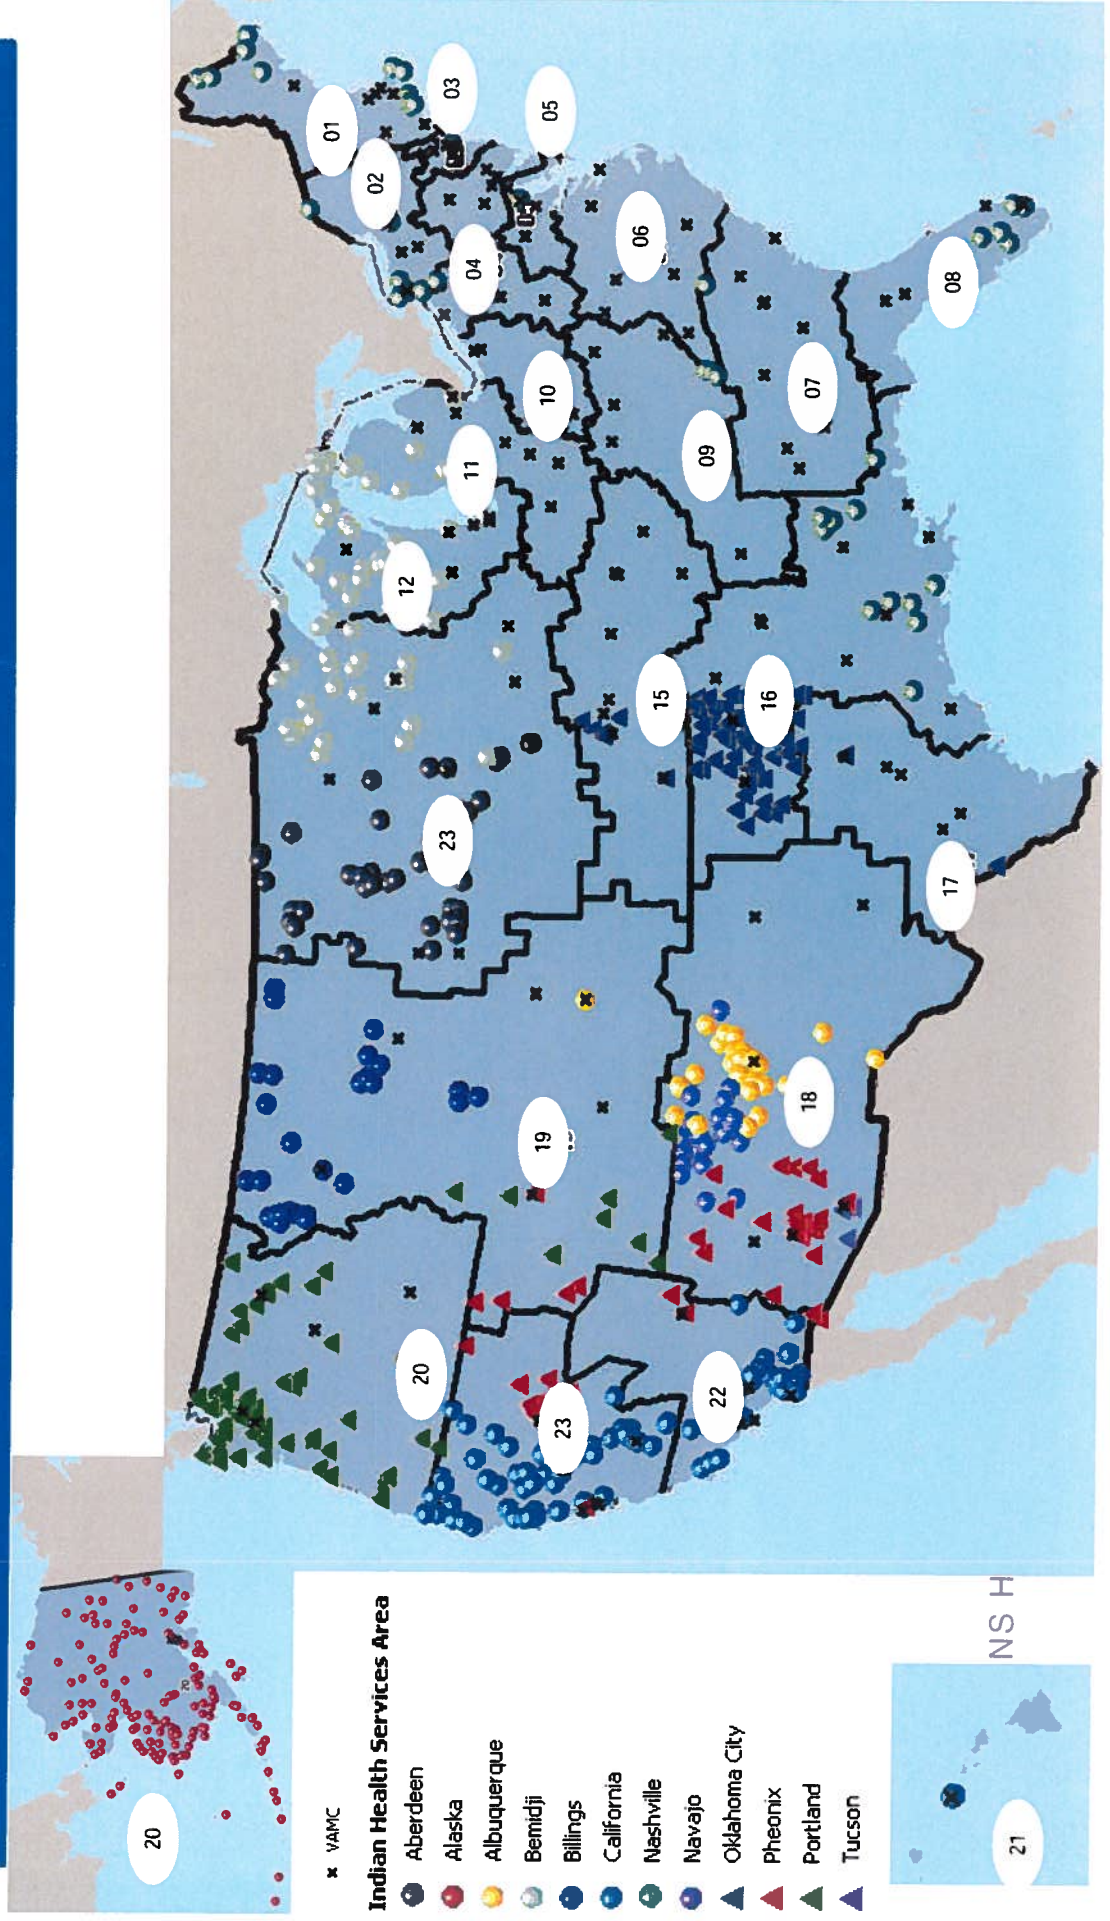 20
VAMC
Indian Health Services Area
Aberdeen
Alaska
Albuquerque
Bemidji
Billings
California
Nashville
Navajo
Oklahoma City
Pheonix
Portland
Tucson
21
NS H
20
23
22
19
18
23
17
15
16
12
11
10
09
07
08
01
02
03
04
05
06
20